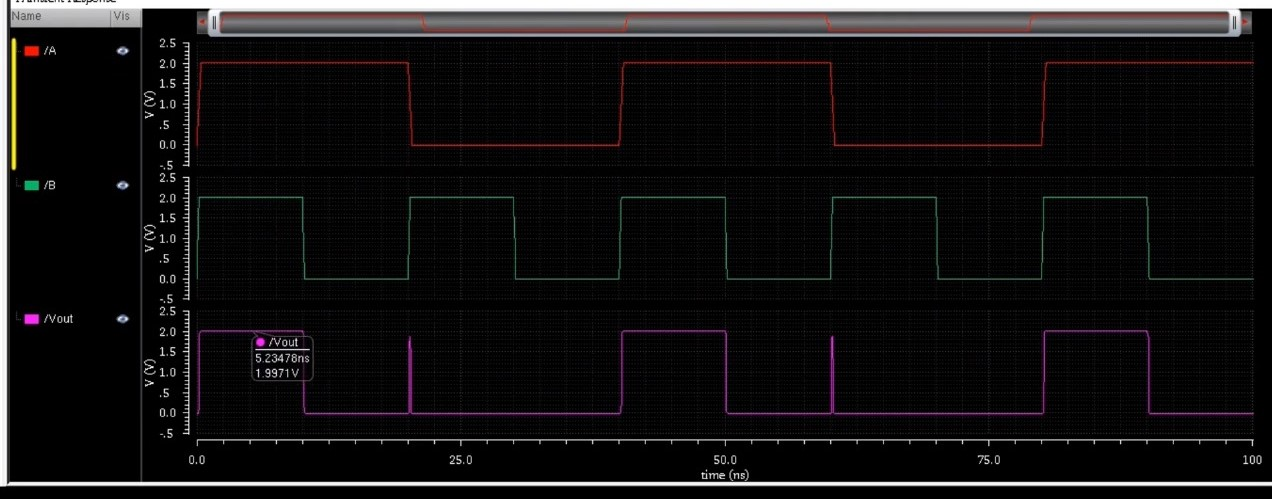 Transient Response
Name Vis
/A
V (V)
2.5
2.0
1.5
1.0
.5
0.0
-.5
/B
V (V)
2.5
2.0
1.5
1.0
.5
0.0
-.5
/Vout
V (V)
2.5
2.0
1.5
1.0
.5
0.0
-.5
/Vout
5.23478ns
1.9971V
0.0 25.0 50.0 75.0 100
time (ns)